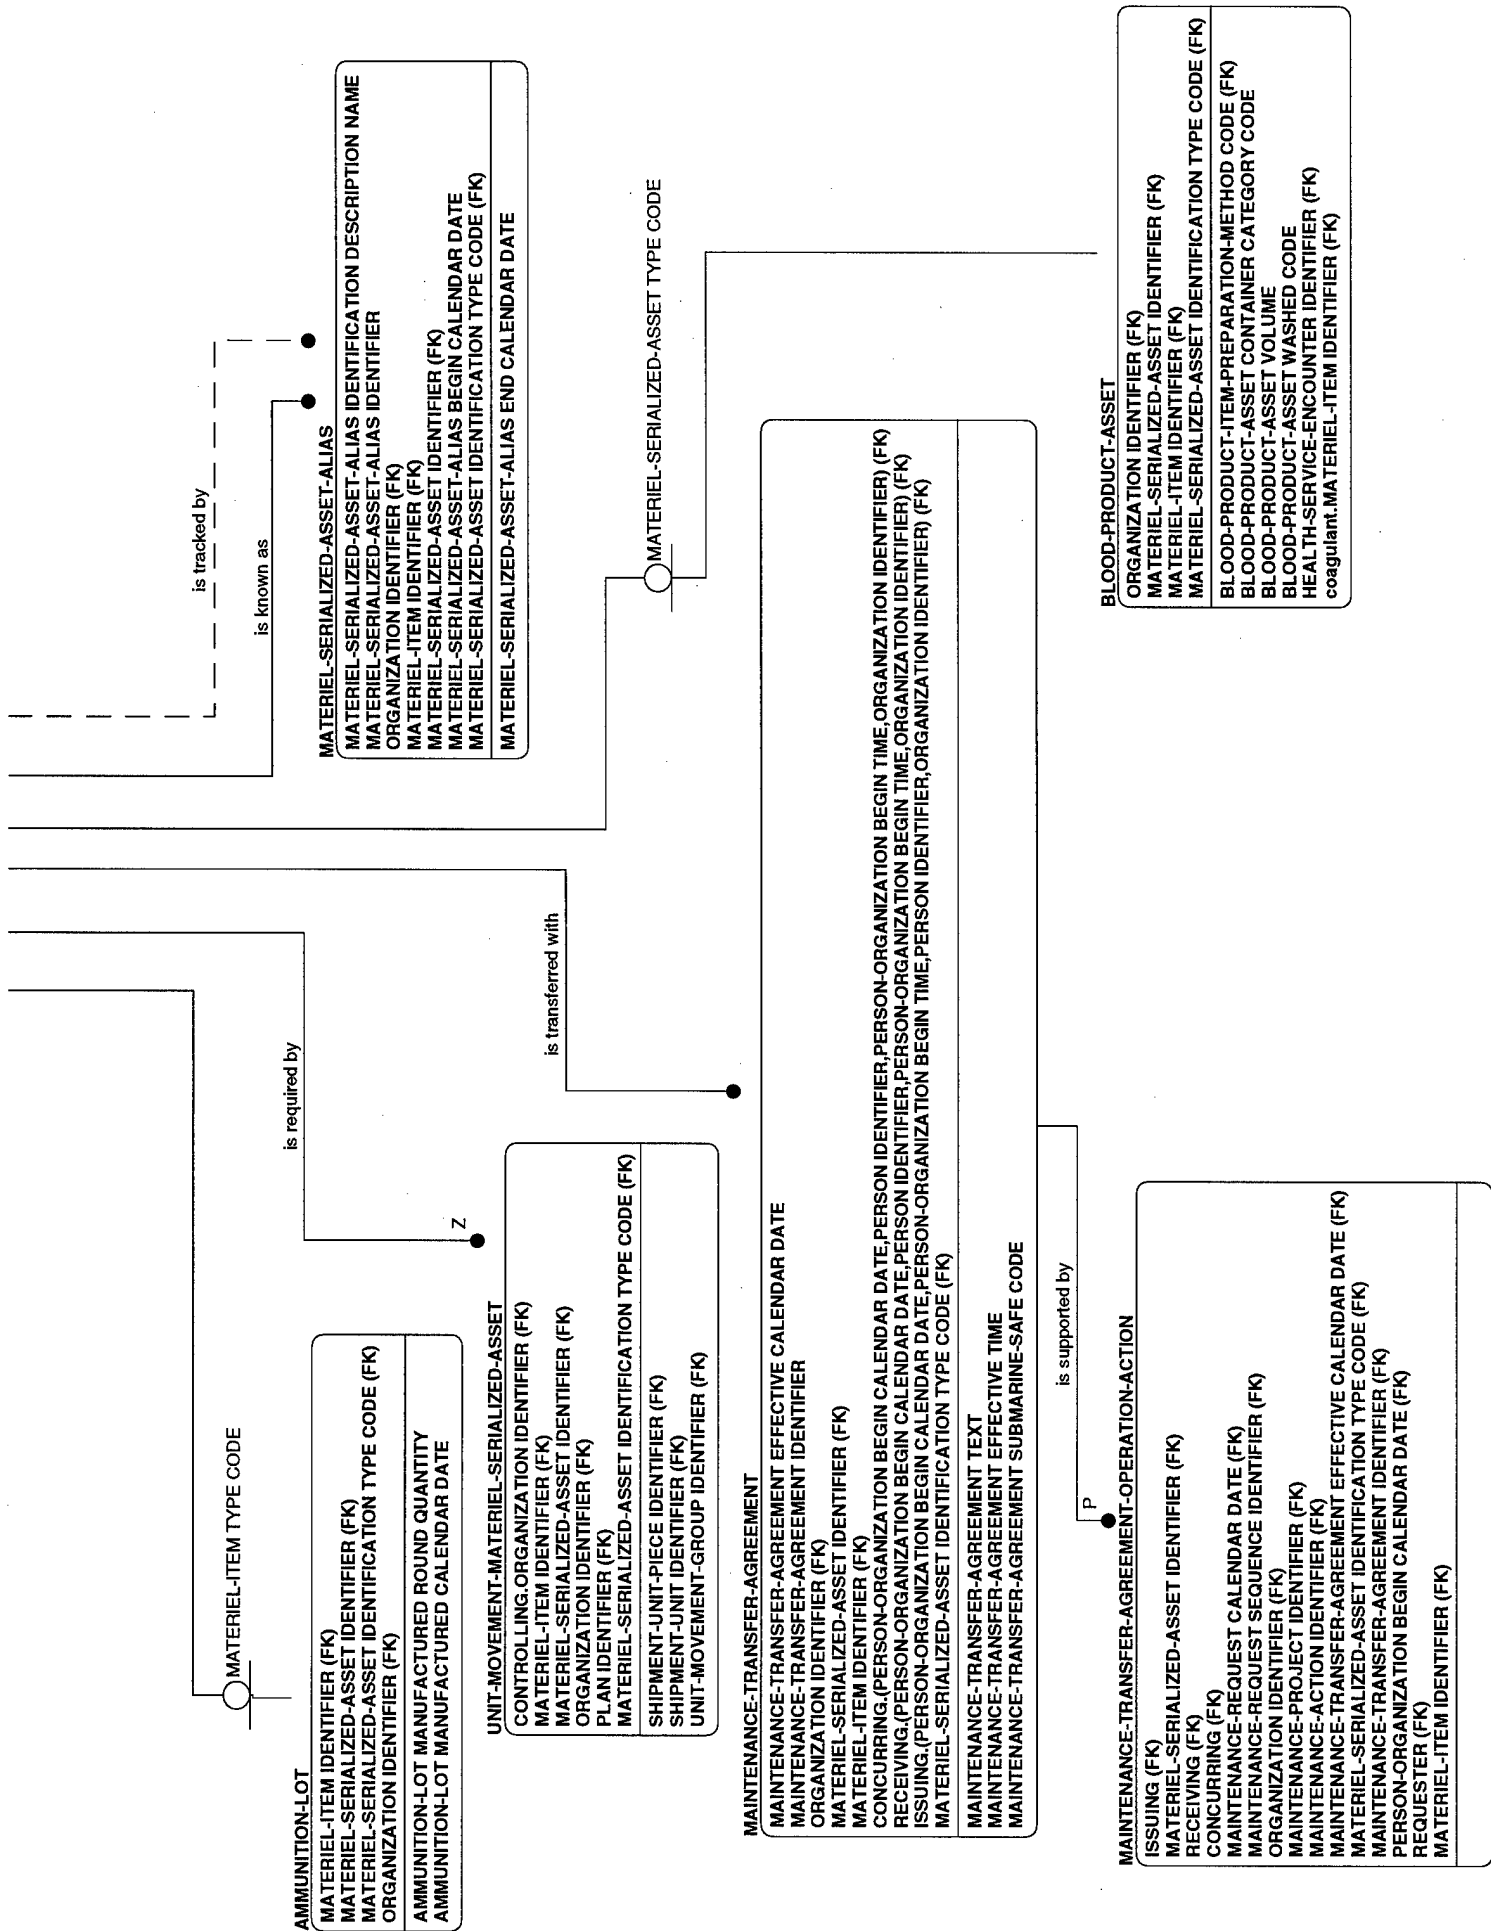 is tracked by
is known as
MATERIEL-SERIALIZED-ASSET-ALIAS
MATERIEL-SERIALIZED-ASSET-ALIAS IDENTIFICATION DESCRIPTION NAME
MATERIEL-SERIALIZED-ASSET-ALIAS IDENTIFIER
ORGANIZATION IDENTIFIER (FK)
MATERIEL-ITEM IDENTIFIER (FK)
MATERIEL-SERIALIZED-ASSET IDENTIFIER (FK)
MATERIEL-SERIALIZED-ASSET-ALIAS BEGIN CALENDAR DATE
MATERIEL-SERIALIZED-ASSET IDENTIFICATION TYPE CODE (FK)
MATERIEL-SERIALIZED-ASSET-ALIAS END CALENDAR DATE
MATERIEL-SERIALIZED-ASSET TYPE CODE
BLOOD-PRODUCT-ASSET
ORGANIZATION IDENTIFIER (FK)
MATERIEL-SERIALIZED-ASSET IDENTIFIER (FK)
MATERIEL-ITEM IDENTIFIER (FK)
MATERIEL-SERIALIZED-ASSET IDENTIFICATION TYPE CODE (FK)
BLOOD-PRODUCT-ITEM-PREPARATION-METHOD CODE (FK)
BLOOD-PRODUCT-ASSET CONTAINER CATEGORY CODE
BLOOD-PRODUCT-ASSET VOLUME
BLOOD-PRODUCT-ASSET WASHED CODE
HEALTH-SERVICE-ENCOUNTER IDENTIFIER (FK)
coagulant.MATERIEL-ITEM IDENTIFIER (FK)
MATERIEL-ITEM TYPE CODE
AMMUNITION-LOT
MATERIEL-ITEM IDENTIFIER (FK)
MATERIEL-SERIALIZED-ASSET IDENTIFIER (FK)
MATERIEL-SERIALIZED-ASSET IDENTIFICATION TYPE CODE (FK)
ORGANIZATION IDENTIFIER (FK)
AMMUNITION-LOT MANUFACTURED ROUND QUANTITY
AMMUNITION-LOT MANUFACTURED CALENDAR DATE
is required by
Z
UNIT-MOVEMENT-MATERIEL-SERIALIZED-ASSET
CONTROLLING.ORGANIZATION IDENTIFIER (FK)
MATERIEL-ITEM IDENTIFIER (FK)
MATERIEL-SERIALIZED-ASSET IDENTIFIER (FK)
ORGANIZATION IDENTIFIER (FK)
PLAN IDENTIFIER (FK)
MATERIEL-SERIALIZED-ASSET IDENTIFICATION TYPE CODE (FK)
SHIPMENT-UNIT-PIECE IDENTIFIER (FK)
SHIPMENT-UNIT IDENTIFIER (FK)
UNIT-MOVEMENT-GROUP IDENTIFIER (FK)
is transferred with
MAINTENANCE-TRANSFER-AGREEMENT
MAINTENANCE-TRANSFER-AGREEMENT EFFECTIVE CALENDAR DATE
MAINTENANCE-TRANSFER-AGREEMENT IDENTIFIER
ORGANIZATION IDENTIFIER (FK)
MATERIEL-SERIALIZED-ASSET IDENTIFIER (FK)
MATERIEL-ITEM IDENTIFIER (FK)
CONCURRING.(PERSON-ORGANIZATION BEGIN CALENDAR DATE,PERSON IDENTIFIER,PERSON-ORGANIZATION BEGIN TIME,ORGANIZATION IDENTIFIER) (FK)
RECEIVING.(PERSON-ORGANIZATION BEGIN CALENDAR DATE,PERSON IDENTIFIER,PERSON-ORGANIZATION BEGIN TIME,ORGANIZATION IDENTIFIER) (FK)
ISSUING.(PERSON-ORGANIZATION BEGIN CALENDAR DATE,PERSON-ORGANIZATION BEGIN TIME,PERSON IDENTIFIER,ORGANIZATION IDENTIFIER) (FK)
MATERIEL-SERIALIZED-ASSET IDENTIFICATION TYPE CODE (FK)
MAINTENANCE-TRANSFER-AGREEMENT TEXT
MAINTENANCE-TRANSFER-AGREEMENT EFFECTIVE TIME
MAINTENANCE-TRANSFER-AGREEMENT SUBMARINE-SAFE CODE
is supported by
P
MAINTENANCE-TRANSFER-AGREEMENT-OPERATION-ACTION
ISSUING (FK)
MATERIEL-SERIALIZED-ASSET IDENTIFIER (FK)
RECEIVING (FK)
CONCURRING (FK)
MAINTENANCE-REQUEST CALENDAR DATE (FK)
MAINTENANCE-REQUEST SEQUENCE IDENTIFIER (FK)
ORGANIZATION IDENTIFIER (FK)
MAINTENANCE-PROJECT IDENTIFIER (FK)
MAINTENANCE-ACTION IDENTIFIER (FK)
MAINTENANCE-TRANSFER-AGREEMENT EFFECTIVE CALENDAR DATE (FK)
MATERIEL-SERIALIZED-ASSET IDENTIFICATION TYPE CODE (FK)
MAINTENANCE-TRANSFER-AGREEMENT IDENTIFIER (FK)
PERSON-ORGANIZATION BEGIN CALENDAR DATE (FK)
REQUESTER (FK)
MATERIEL-ITEM IDENTIFIER (FK)